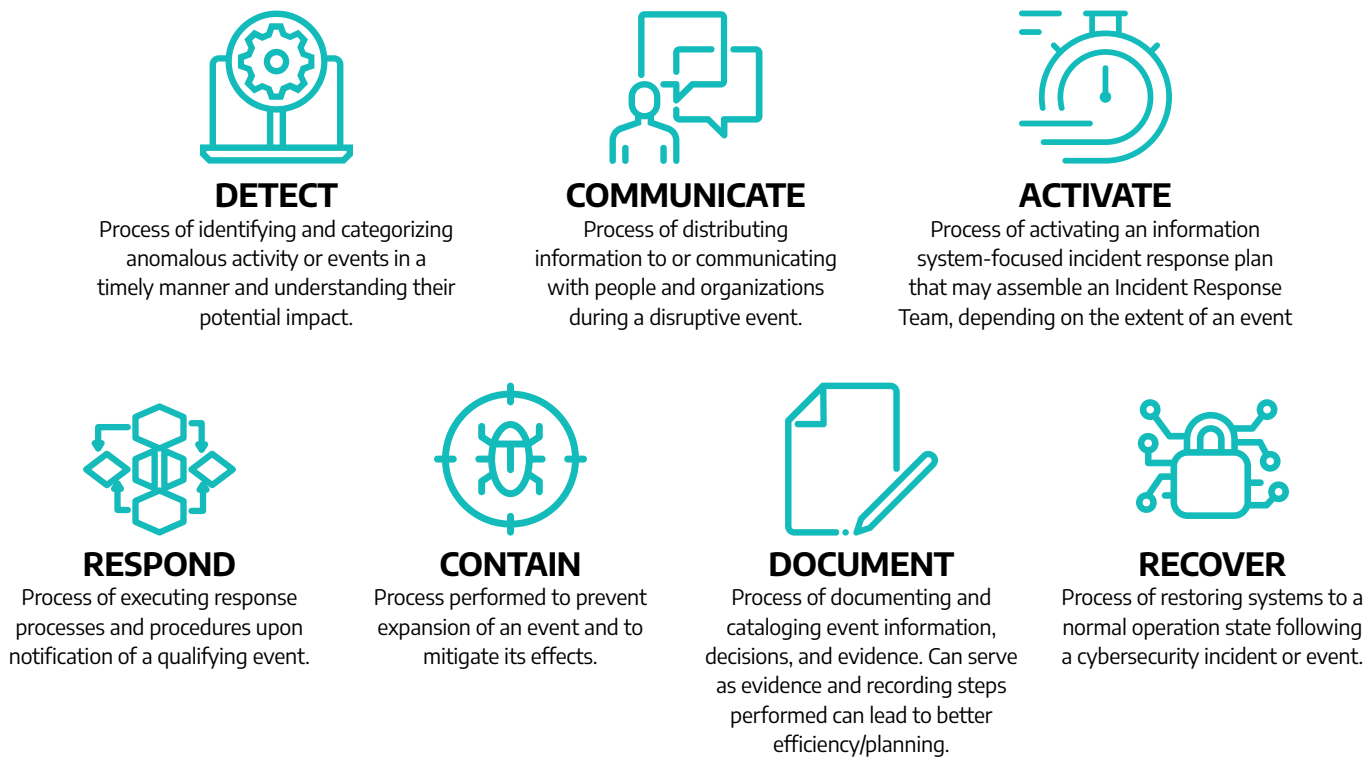 DETECT
Process of identifying and categorizing
anomalous activity or events in a
timely manner and understanding their
potential impact.
COMMUNICATE
Process of distributing
information to or communicating
with people and organizations
during a disruptive event.
ACTIVATE
Process of activating an information
system-focused incident response plan
that may assemble an Incident Response
Team, depending on the extent of an event
RESPOND
Process of executing response
processes and procedures upon
notification of a qualifying event.
CONTAIN
Process performed to prevent
expansion of an event and to
mitigate its effects.
DOCUMENT
Process of documenting and
cataloging event information,
decisions, and evidence. Can serve
as evidence and recording steps
performed can lead to better
efficiency/planning.
RECOVER
Process of restoring systems to a
normal operation state following
a cybersecurity incident or event.